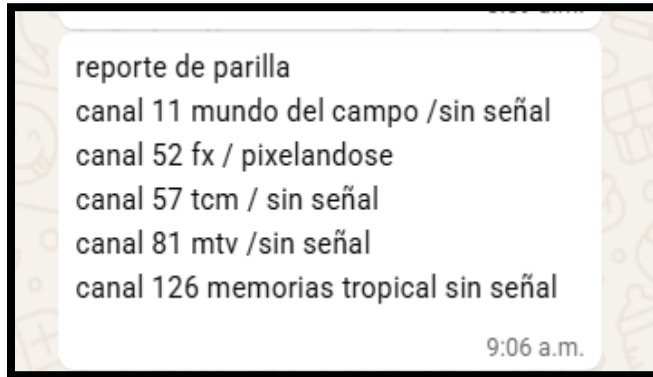 reporte de parilla
canal 11 mundo del campo /sin señal
canal 52 fx / pixelandose
canal 57 tcm / sin señal
canal 81 mtv /sin señal
canal 126 memorias tropical sin señal
9:06 a.m.